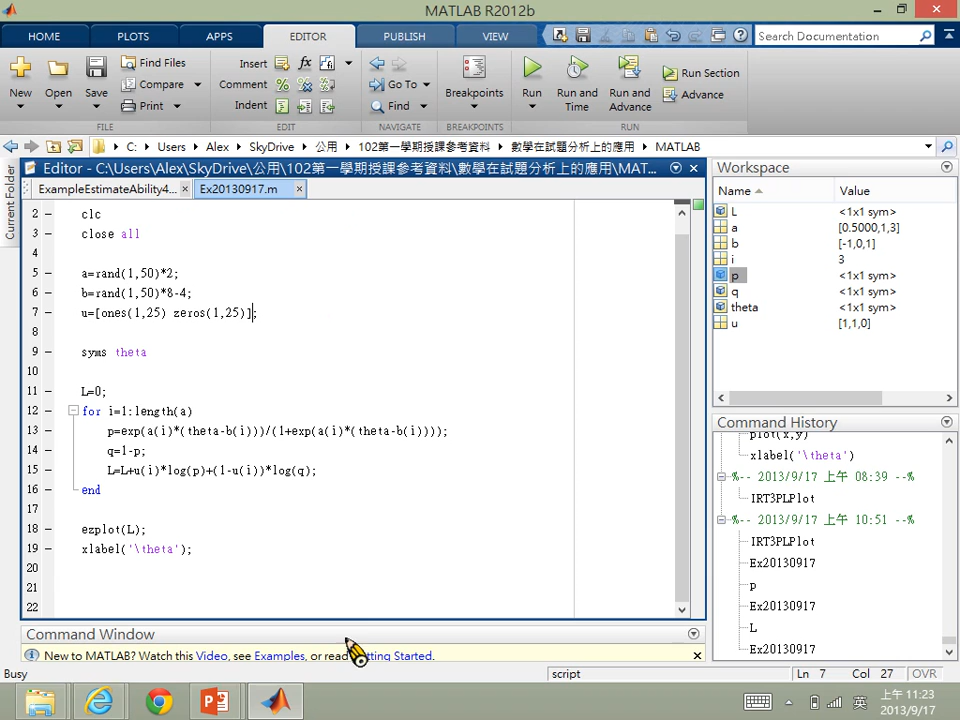 MATLAB R2012b
HOME PLOTS APPS EDITOR PUBLISH VIEW Search Documentation
New Open Save Find Files Compare Print Insert fx Comment Indent Go To Find Breakpoints Run Run and Time Run and Advance Run Section Advance
FILE EDIT NAVIGATE BREAKPOINTS RUN
C: Users Alex SkyDrive 公用 102第一學期授課參考資料 數學在試題分析上的應用 MATLAB
Current Folder
Editor - C:\Users\Alex\SkyDrive\公用\102第一學期授課參考資料\數學在試題分析上的應用\MAT...
ExampleEstimateAbility4... Ex20130917.m
2 clc
3 close all
4
5 a=rand(1,50)*2;
6 b=rand(1,50)*8-4;
7 u=[ones(1,25) zeros(1,25)];
8
9 syms theta
10
11 L=0;
12 for i=1:length(a)
13 p=exp(a(i)*(theta-b(i)))/(1+exp(a(i)*(theta-b(i))));
14 q=1-p;
15 L=L+u(i)*log(p)+(1-u(i))*log(q);
16 end
17
18 ezplot(L);
19 xlabel('\theta');
20
21
22
Workspace
Name Value
L <1x1 sym>
a [0.5000,1,3]
b [-1,0,1]
i 3
p <1x1 sym>
q <1x1 sym>
theta <1x1 sym>
u [1,1,0]
Command History
plot(x,y)
xlabel('\theta')
%-- 2013/9/17 上午 08:39 --%
IRT3PLPlot
%-- 2013/9/17 上午 10:51 --%
IRT3PLPlot
Ex20130917
p
Ex20130917
L
Ex20130917
Command Window
New to MATLAB? Watch this Video, see Examples, or read Getting Started.
Busy script Ln 7 Col 27 OVR
英 上午 11:23
2013/9/17